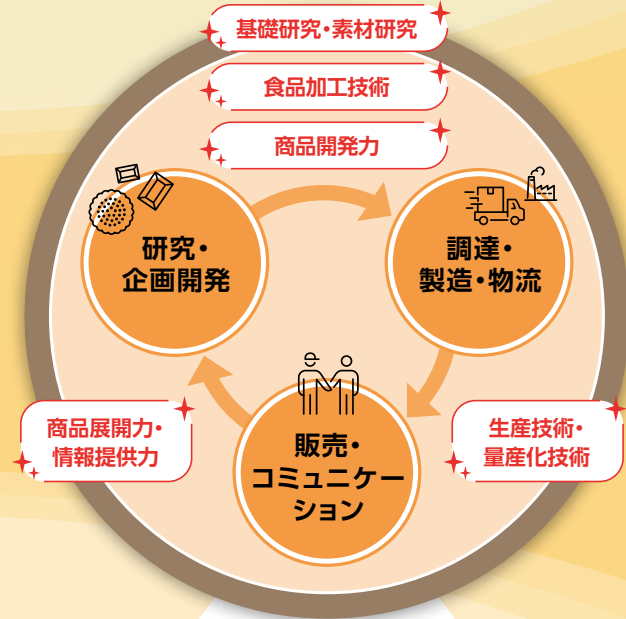 基礎研究・素材研究
食品加工技術
商品開発力
研究・
企画開発
調達・
製造・物流
商品展開力・
情報提供力
販売・
コミュニケー
ション
生産技術・
量産化技術